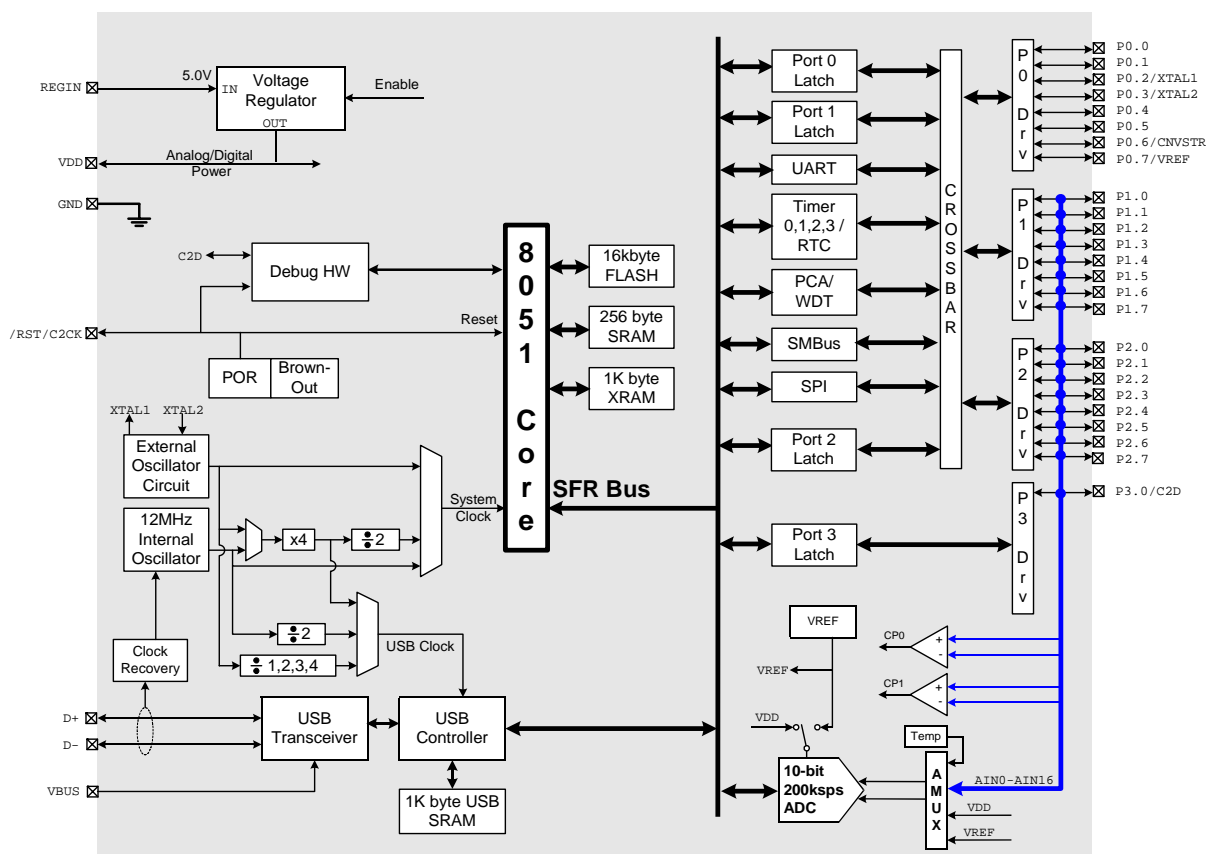 REGIN
5.0V
IN
Voltage
Regulator
OUT
Enable
VDD
Analog/Digital
Power
GND
C2D
Debug HW
/RST/C2CK
Reset
POR
Brown-
Out
XTAL1
XTAL2
External
Oscillator
Circuit
12MHz
Internal
Oscillator
x4
÷2
System
Clock
÷2
÷ 1,2,3,4
USB Clock
Clock
Recovery
D+
D-
VBUS
USB
Transceiver
USB
Controller
1K byte USB
SRAM
8
0
5
1
C
o
r
e
16kbyte
FLASH
256 byte
SRAM
1K byte
XRAM
SFR Bus
Port 0
Latch
Port 1
Latch
UART
Timer
0,1,2,3 /
RTC
PCA/
WDT
SMBus
SPI
Port 2
Latch
Port 3
Latch
C
R
O
S
S
B
A
R
P
0
D
r
v
P
1
D
r
v
P
2
D
r
v
P
3
D
r
v
P0.0
P0.1
P0.2/XTAL1
P0.3/XTAL2
P0.4
P0.5
P0.6/CNVSTR
P0.7/VREF
P1.0
P1.1
P1.2
P1.3
P1.4
P1.5
P1.6
P1.7
P2.0
P2.1
P2.2
P2.3
P2.4
P2.5
P2.6
P2.7
P3.0/C2D
VREF
VREF
VDD
CP0
+
-
CP1
+
-
Temp
10-bit
200ksps
ADC
A
M
U
X
AIN0-AIN16
VDD
VREF